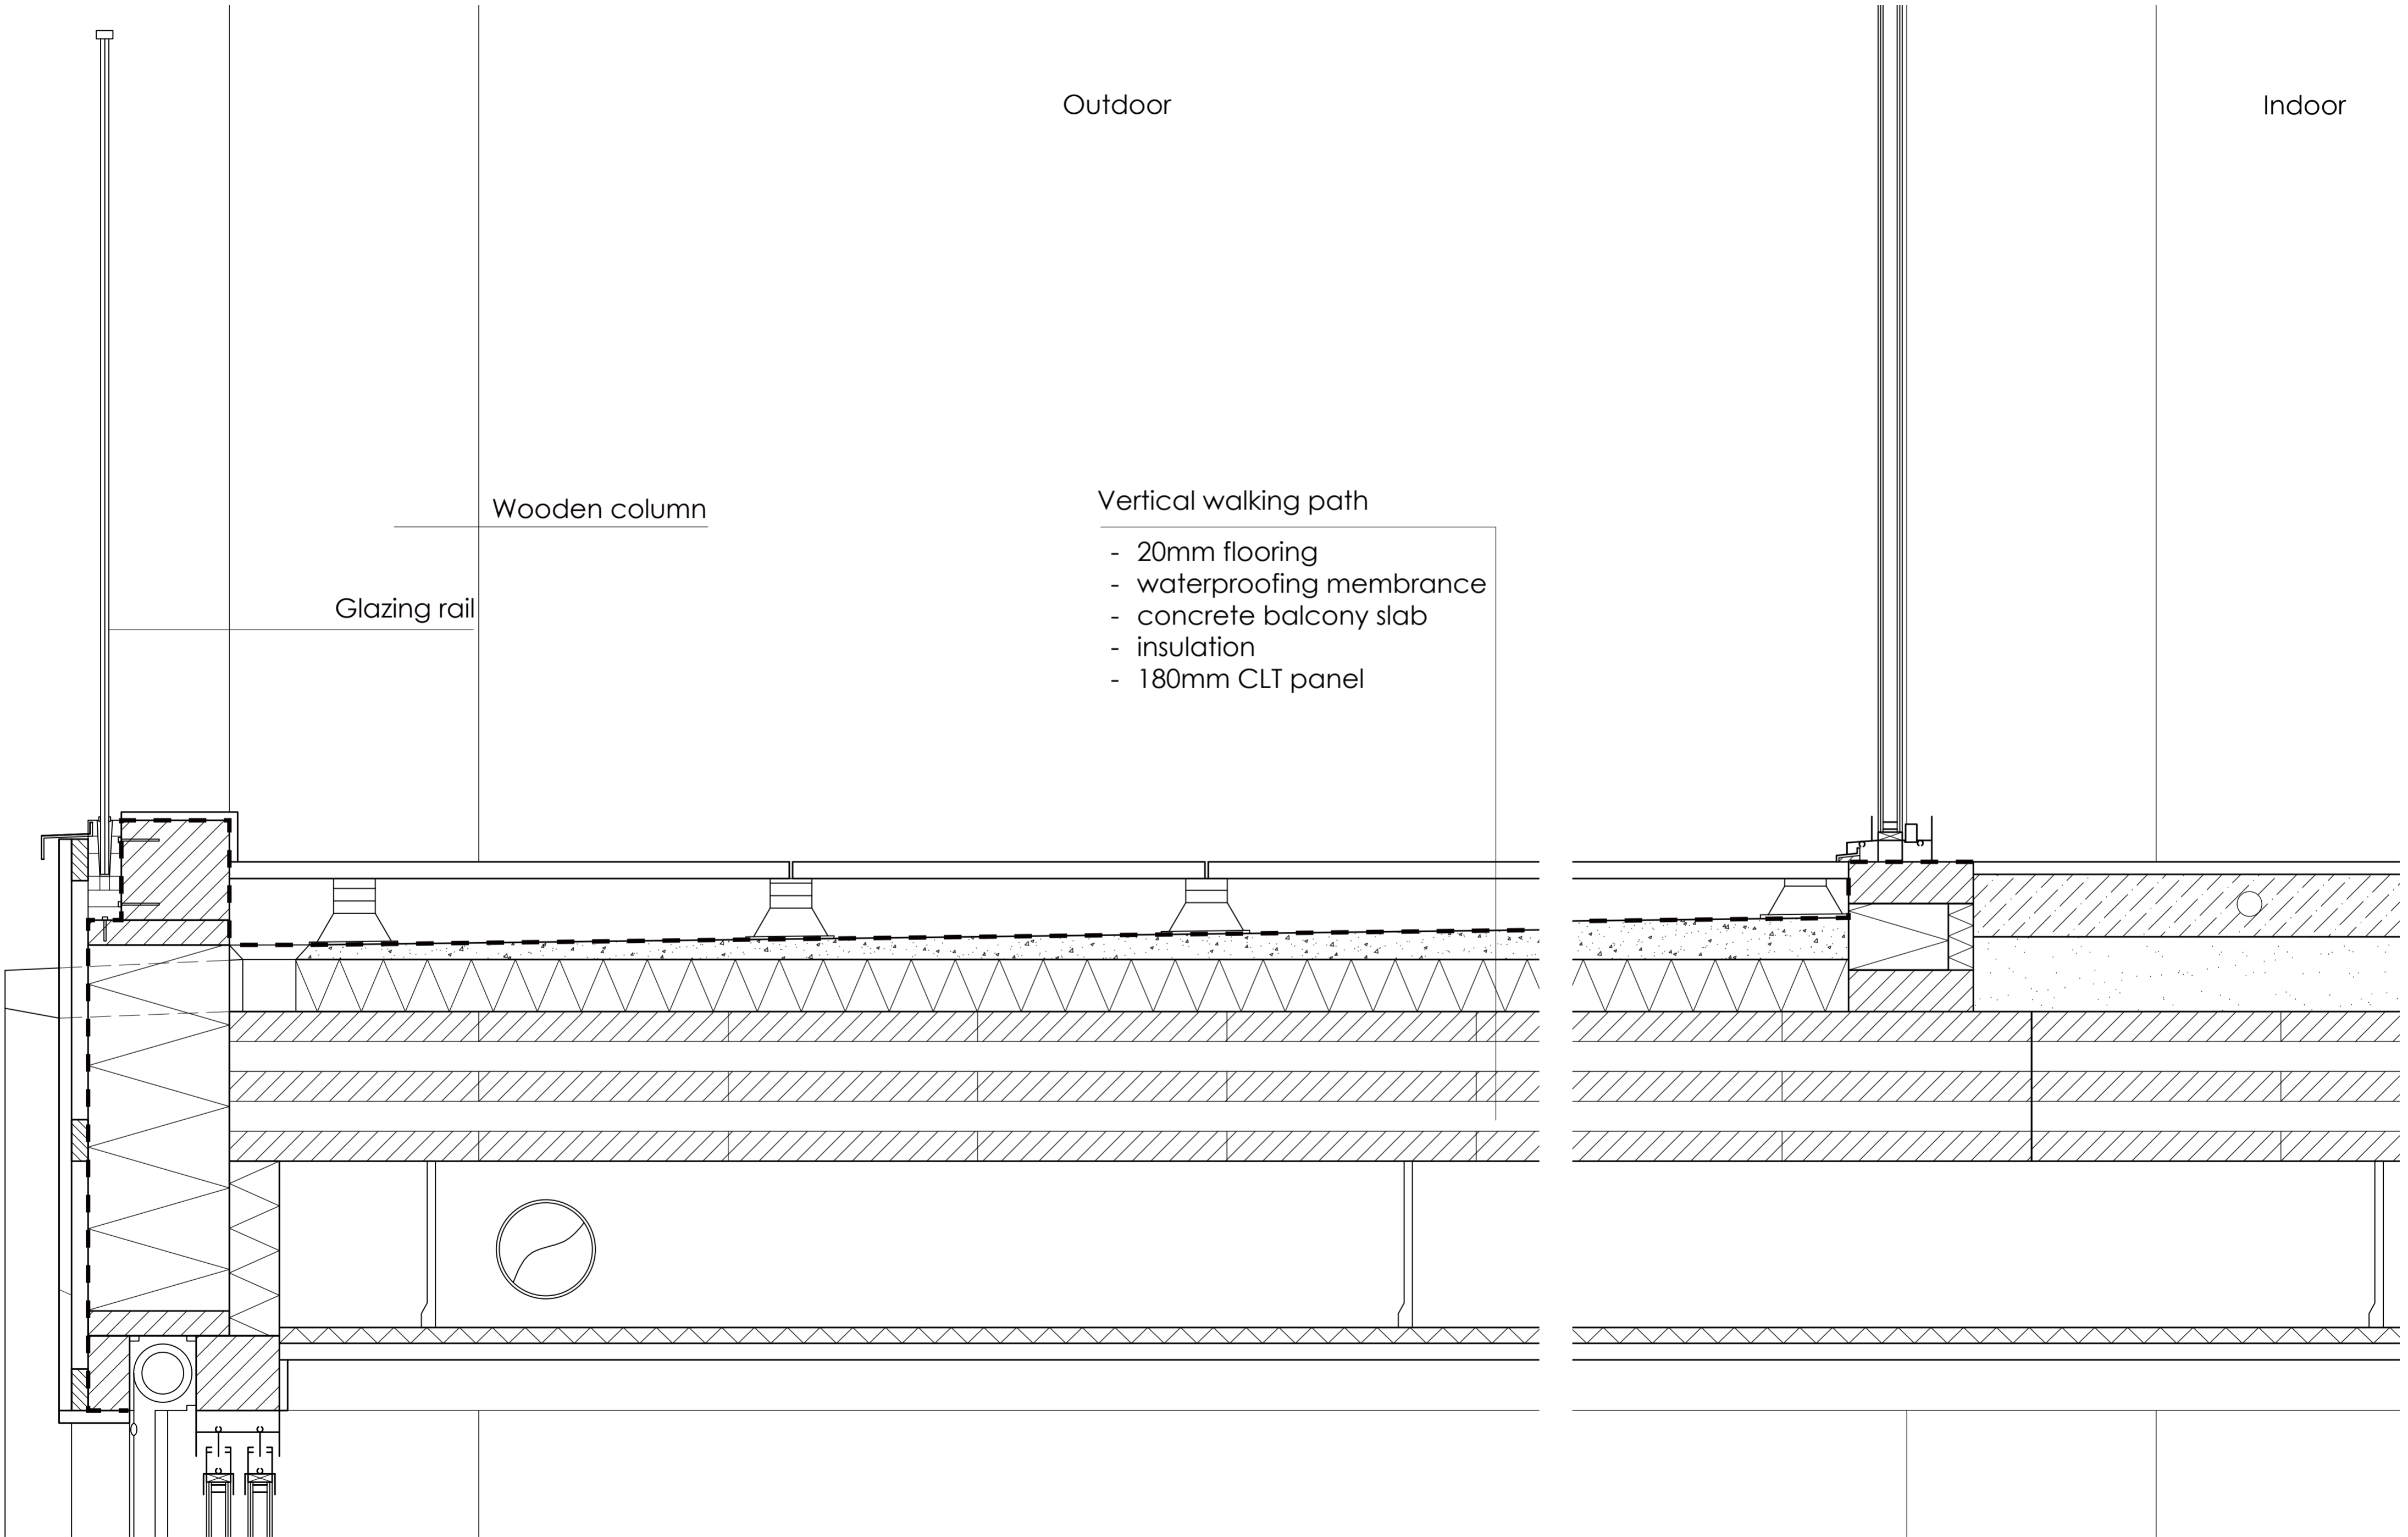 Outdoor
Indoor
Wooden column
Glazing rail
Vertical walking path
- 20mm flooring
- waterproofing membrance
- concrete balcony slab
- insulation
- 180mm CLT panel